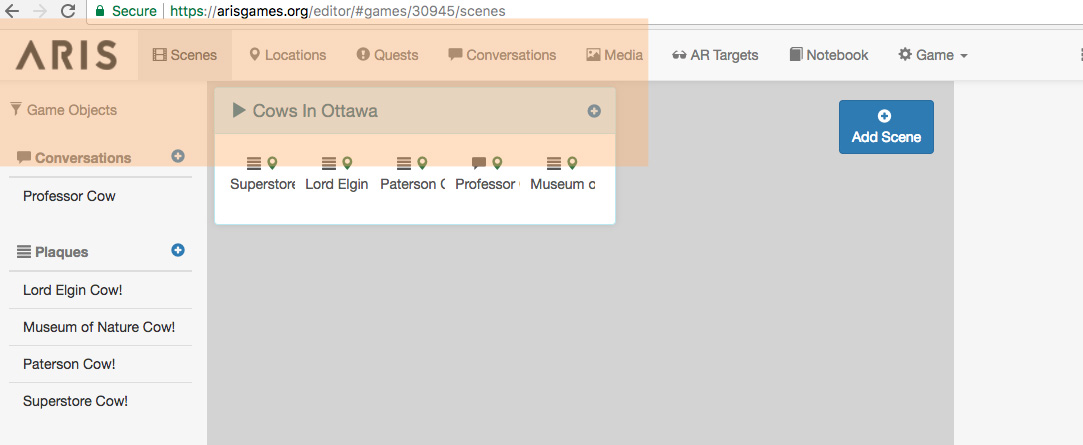 Secure https://arisgames.org/editor/#games/30945/scenes
ARIS Scenes Locations Quests Conversations Media AR Targets Notebook Game
Game Objects
Cows In Ottawa
Add Scene
Conversations
Professor Cow
Superstore Lord Elgin Paterson C Professor Museum o
Plaques
Lord Elgin Cow!
Museum of Nature Cow!
Paterson Cow!
Superstore Cow!